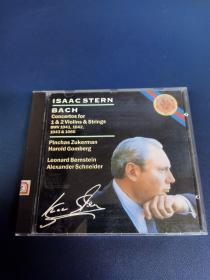 ISAAC STERN
BACH
Concertos for
1 & 2 Violins & Strings
BWV 1041, 1042,
1043 & 1060
Pinchas Zukerman
Harold Gomberg
Leonard Bernstein
Alexander Schneider